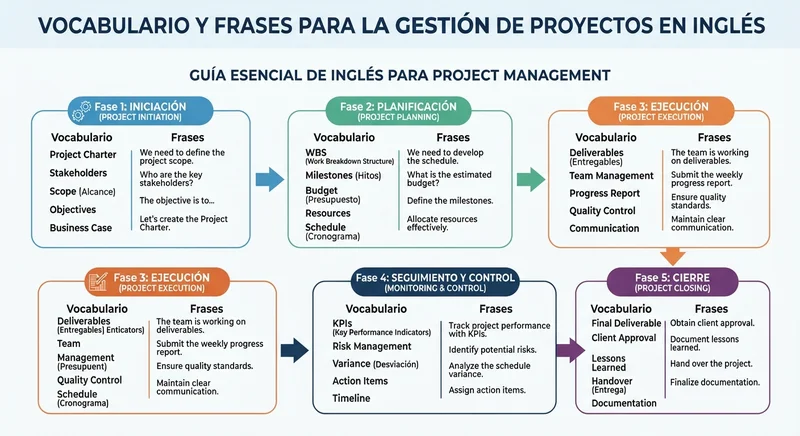 VOCABULARIO Y FRASES PARA LA GESTIÓN DE PROYECTOS EN INGLÉS
GUÍA ESENCIAL DE INGLÉS PARA PROJECT MANAGEMENT
Fase 1: INICIACIÓN
(PROJECT INITIATION)
Vocabulario
Project Charter
Stakeholders
Scope (Alcance)
Objectives
Business Case
Frases
We need to define the
project scope.
Who are the key
stakeholders?
The objective is to...
Let's create the Project
Charter.
Fase 2: PLANIFICACIÓN
(PROJECT PLANNING)
Vocabulario
WBS
(Work Breakdown Structure)
Milestones (Hitos)
Budget
(Presupuesto)
Resources
Schedule
(Cronograma)
Frases
We need to develop
the schedule.
What is the estimated
budget?
Define the milestones.
Allocate resources
effectively.
Fase 3: EJECUCIÓN
(PROJECT EXECUTION)
Vocabulario
Deliverables
(Entregables)
Team Management
Progress Report
Quality Control
Communication
Frases
The team is working
on deliverables.
Submit the weekly
progress report.
Ensure quality
standards.
Maintain clear
communication.
Fase 3: EJECUCIÓN
(PROJECT EXECUTION)
Vocabulario
Deliverables
(Entregables] Enticators)
Team
Management
(Presupuent)
Quality Control
Schedule
(Cronograma)
Frases
The team is working on
deliverables.
Submit the weekly progress
report.
Ensure quality standards.
Maintain clear
communication.
Fase 4: SEGUIMIENTO Y CONTROL
(MONITORING & CONTROL)
Vocabulario
KPIs
(Key Performance Indicators)
Risk Management
Variance (Desviación)
Action Items
Timeline
Frases
Track project performance
with KPIs.
Identify potential risks.
Analyze the schedule
variance.
Assign action items.
Fase 5: CIERRE
(PROJECT CLOSING)
Vocabulario
Final Deliverable
Client Approval
Lessons
Learned
Handover
(Entrega)
Documentation
Frases
Obtain client approval.
Document lessons
learned.
Hand over the project.
Finalize documentation.